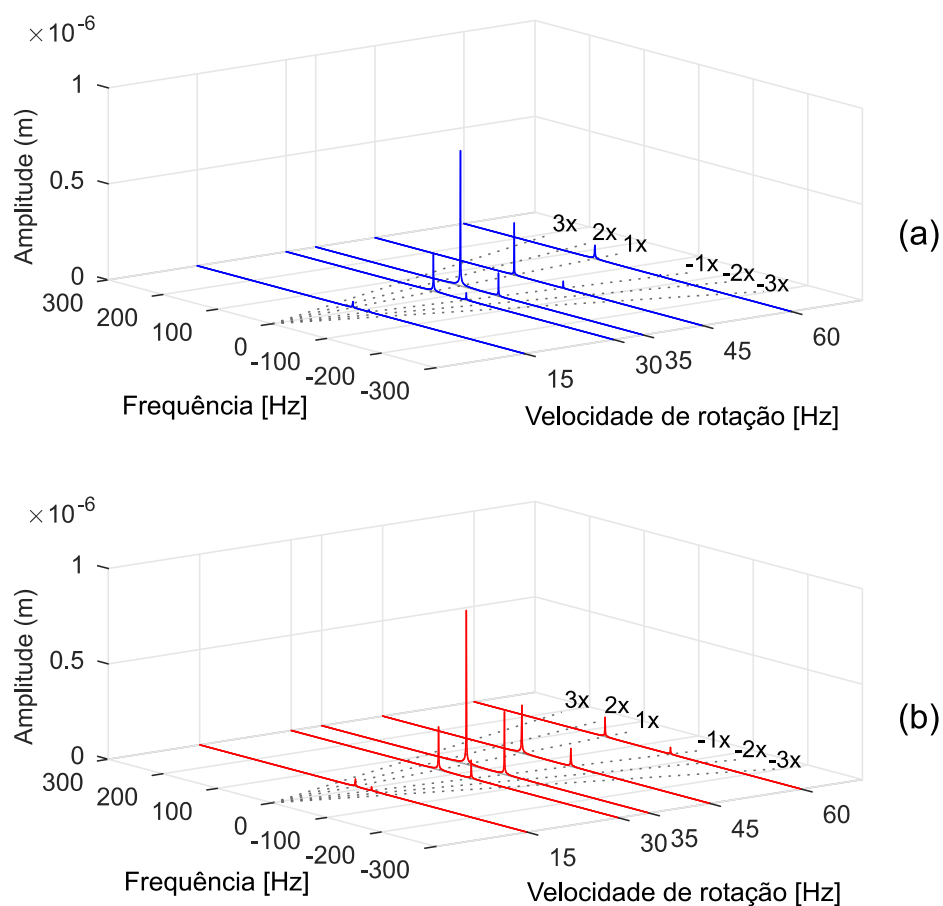 ×10⁻⁶
1
0.5
0
Amplitude (m)
300
200
100
0
-100
-200
-300
Frequência [Hz]
15
30
35
45
60
Velocidade de rotação [Hz]
3x
2x
1x
-1x
-2x
-3x
(a)
×10⁻⁶
1
0.5
0
Amplitude (m)
300
200
100
0
-100
-200
-300
Frequência [Hz]
15
30
35
45
60
Velocidade de rotação [Hz]
3x
2x
1x
-1x
-2x
-3x
(b)